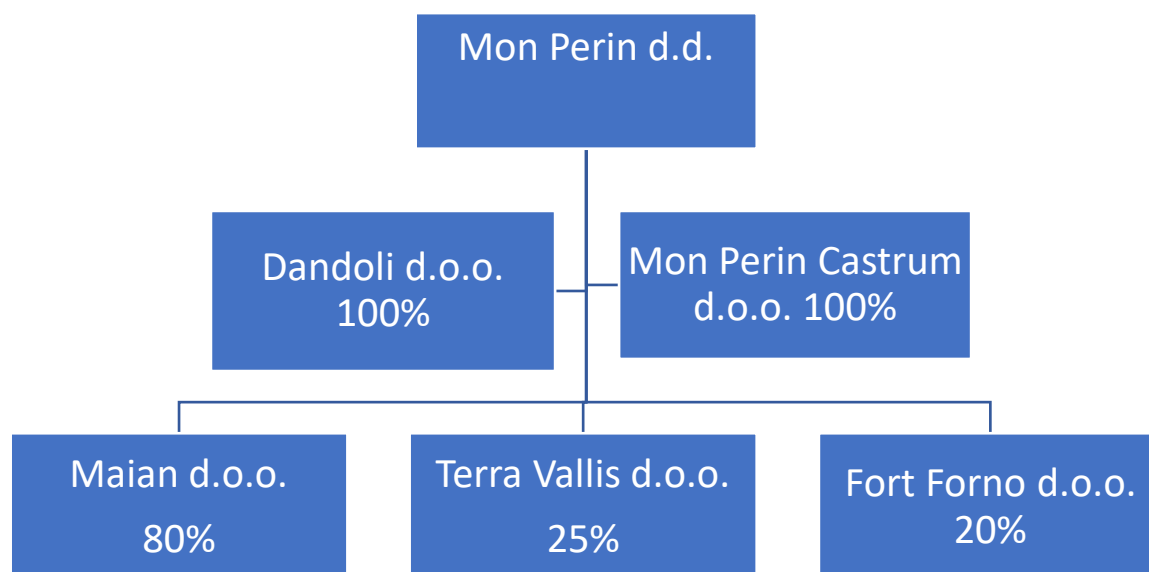 Mon Perin d.d.
Dandoli d.o.o.
100%
Mon Perin Castrum
d.o.o. 100%
Maian d.o.o.
80%
Terra Vallis d.o.o.
25%
Fort Forno d.o.o.
20%